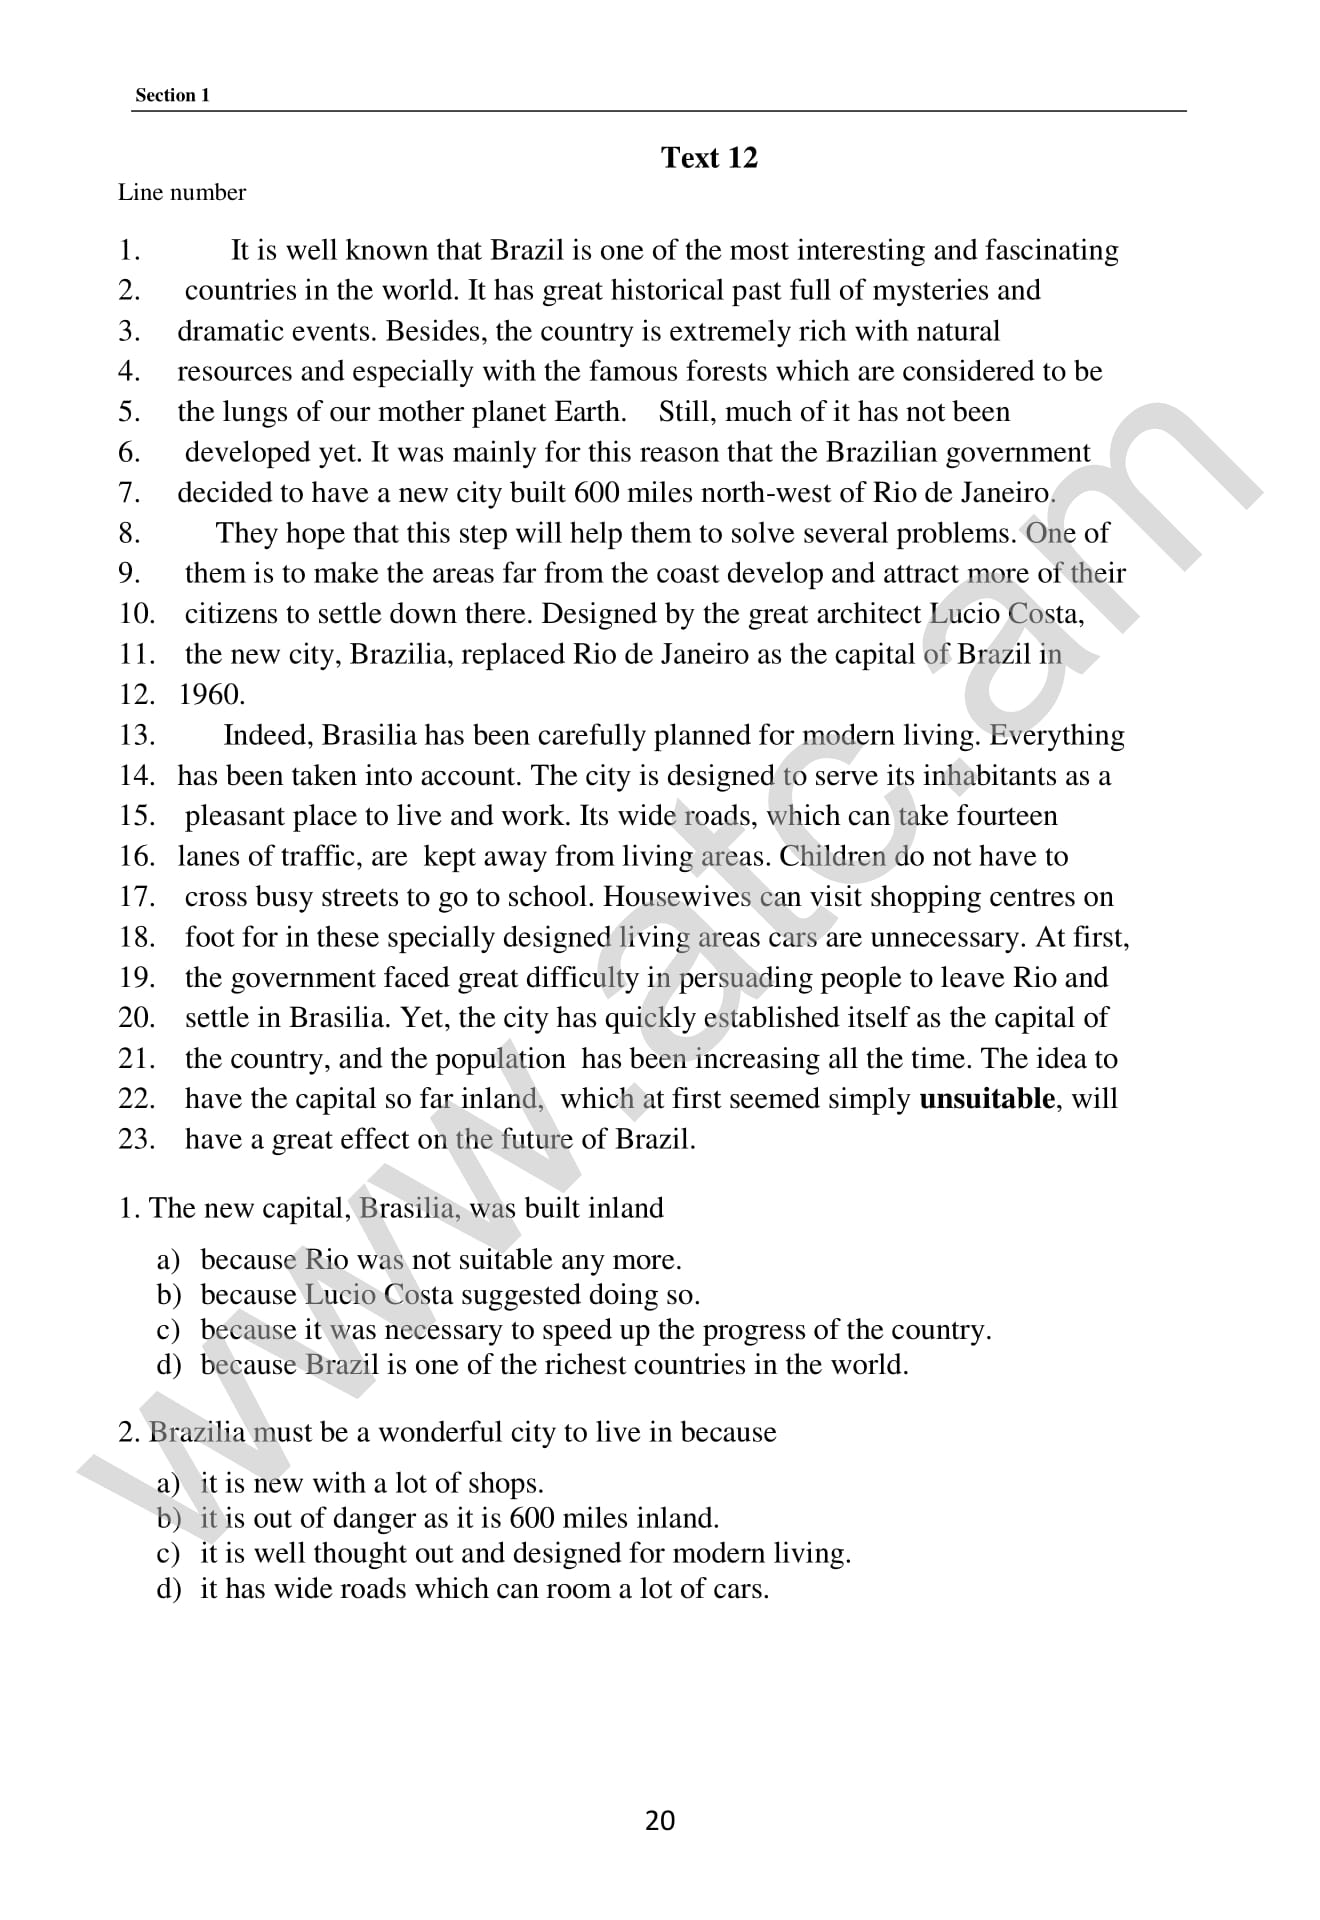 Section 1
Text 12
Line number
1. It is well known that Brazil is one of the most interesting and fascinating
2. countries in the world. It has great historical past full of mysteries and
3. dramatic events. Besides, the country is extremely rich with natural
4. resources and especially with the famous forests which are considered to be
5. the lungs of our mother planet Earth. Still, much of it has not been
6. developed yet. It was mainly for this reason that the Brazilian government
7. decided to have a new city built 600 miles north-west of Rio de Janeiro.
8. They hope that this step will help them to solve several problems. One of
9. them is to make the areas far from the coast develop and attract more of their
10. citizens to settle down there. Designed by the great architect Lucio Costa,
11. the new city, Brazilia, replaced Rio de Janeiro as the capital of Brazil in
12. 1960.
13. Indeed, Brasilia has been carefully planned for modern living. Everything
14. has been taken into account. The city is designed to serve its inhabitants as a
15. pleasant place to live and work. Its wide roads, which can take fourteen
16. lanes of traffic, are kept away from living areas. Children do not have to
17. cross busy streets to go to school. Housewives can visit shopping centres on
18. foot for in these specially designed living areas cars are unnecessary. At first,
19. the government faced great difficulty in persuading people to leave Rio and
20. settle in Brasilia. Yet, the city has quickly established itself as the capital of
21. the country, and the population has been increasing all the time. The idea to
22. have the capital so far inland, which at first seemed simply unsuitable, will
23. have a great effect on the future of Brazil.
1. The new capital, Brasilia, was built inland
a) because Rio was not suitable any more.
b) because Lucio Costa suggested doing so.
c) because it was necessary to speed up the progress of the country.
d) because Brazil is one of the richest countries in the world.
2. Brazilia must be a wonderful city to live in because
a) it is new with a lot of shops.
b) it is out of danger as it is 600 miles inland.
c) it is well thought out and designed for modern living.
d) it has wide roads which can room a lot of cars.
20
www.atc.am